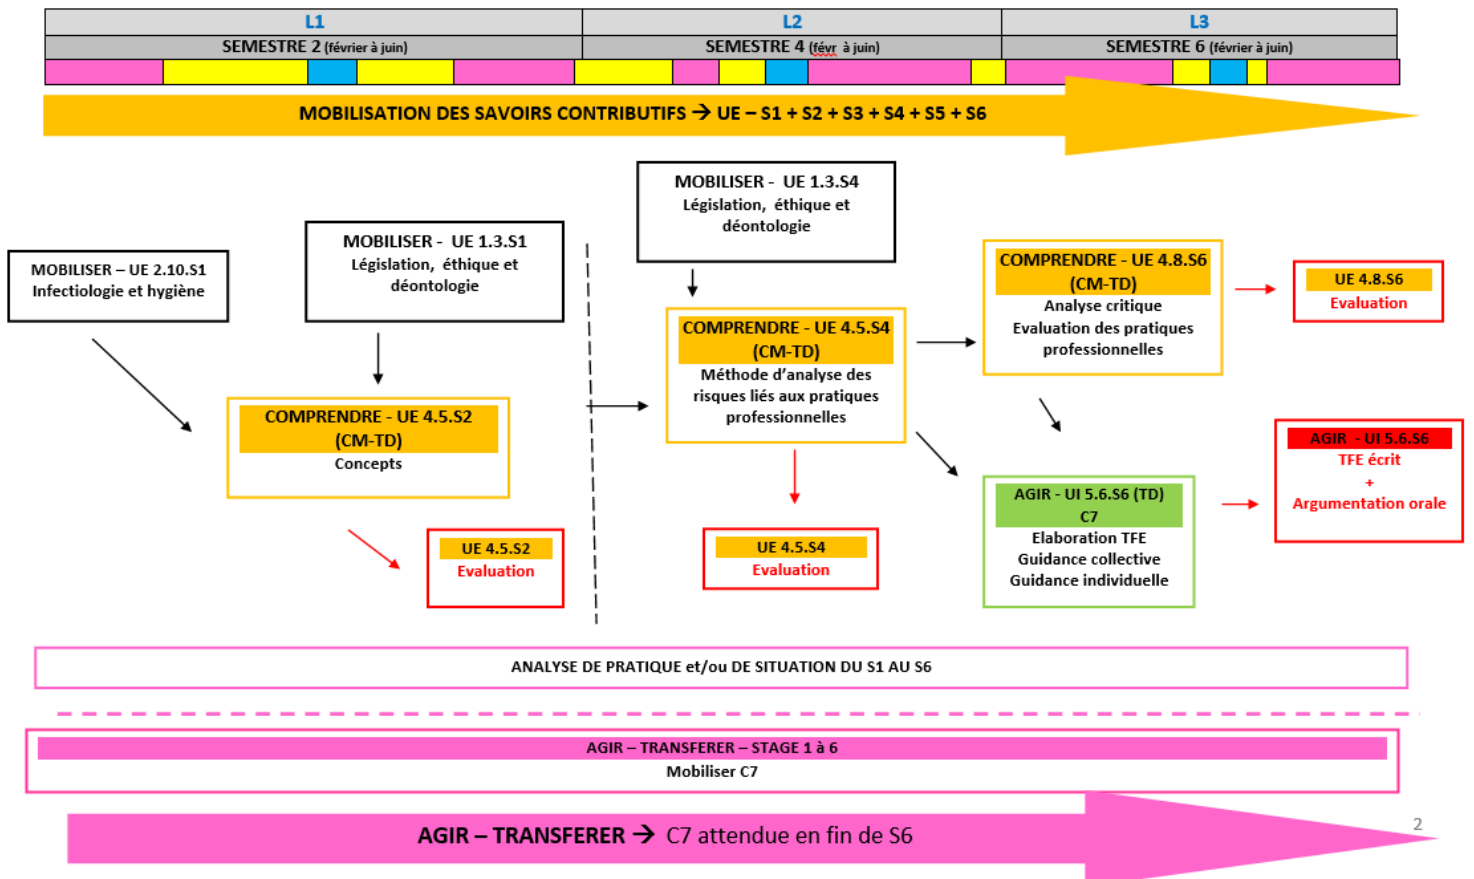 L1
L2
L3
SEMESTRE 2 (février à juin)
SEMESTRE 4 (févr à juin)
SEMESTRE 6 (février à juin)
MOBILISATION DES SAVOIRS CONTRIBUTIFS → UE – S1 + S2 + S3 + S4 + S5 + S6
MOBILISER – UE 2.10.S1
Infectiologie et hygiène
MOBILISER - UE 1.3.S1
Législation, éthique et
déontologie
COMPRENDRE - UE 4.5.S2
(CM-TD)
Concepts
UE 4.5.S2
Evaluation
MOBILISER - UE 1.3.S4
Législation, éthique et
déontologie
COMPRENDRE - UE 4.5.S4
(CM-TD)
Méthode d'analyse des
risques liés aux pratiques
professionnelles
UE 4.5.S4
Evaluation
COMPRENDRE - UE 4.8.S6
(CM-TD)
Analyse critique
Evaluation des pratiques
professionnelles
UE 4.8.S6
Evaluation
AGIR - UI 5.6.S6 (TD)
C7
Elaboration TFE
Guidance collective
Guidance individuelle
AGIR - UI 5.6.S6
TFE écrit
+
Argumentation orale
ANALYSE DE PRATIQUE et/ou DE SITUATION DU S1 AU S6
AGIR – TRANSFERER – STAGE 1 à 6
Mobiliser C7
AGIR – TRANSFERER → C7 attendue en fin de S6
2